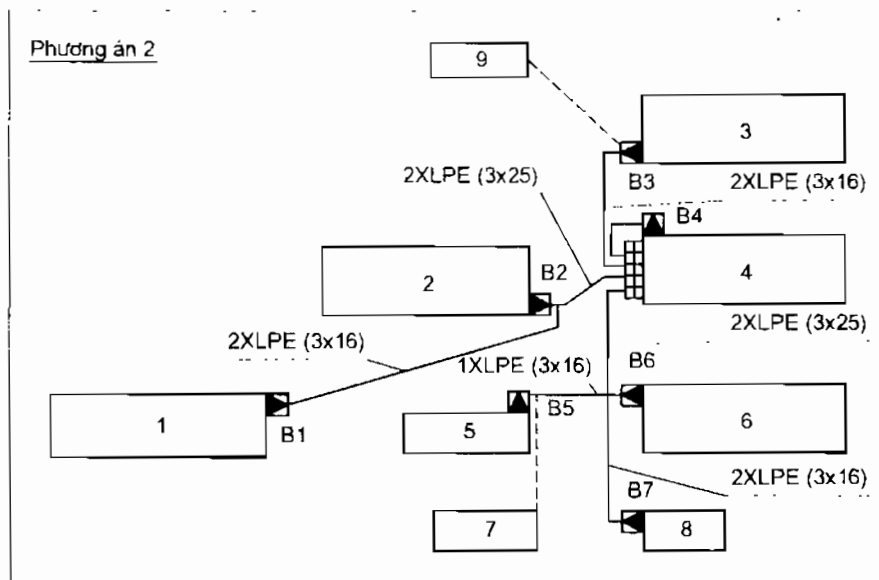 Phương án 2
9
3
2XLPE (3x25)
B3
2XLPE (3x16)
B4
2
B2
4
2XLPE (3x16)
2XLPE (3x25)
1XLPE (3x16)
B6
1
B1
5
B5
6
2XLPE (3x16)
B7
7
8